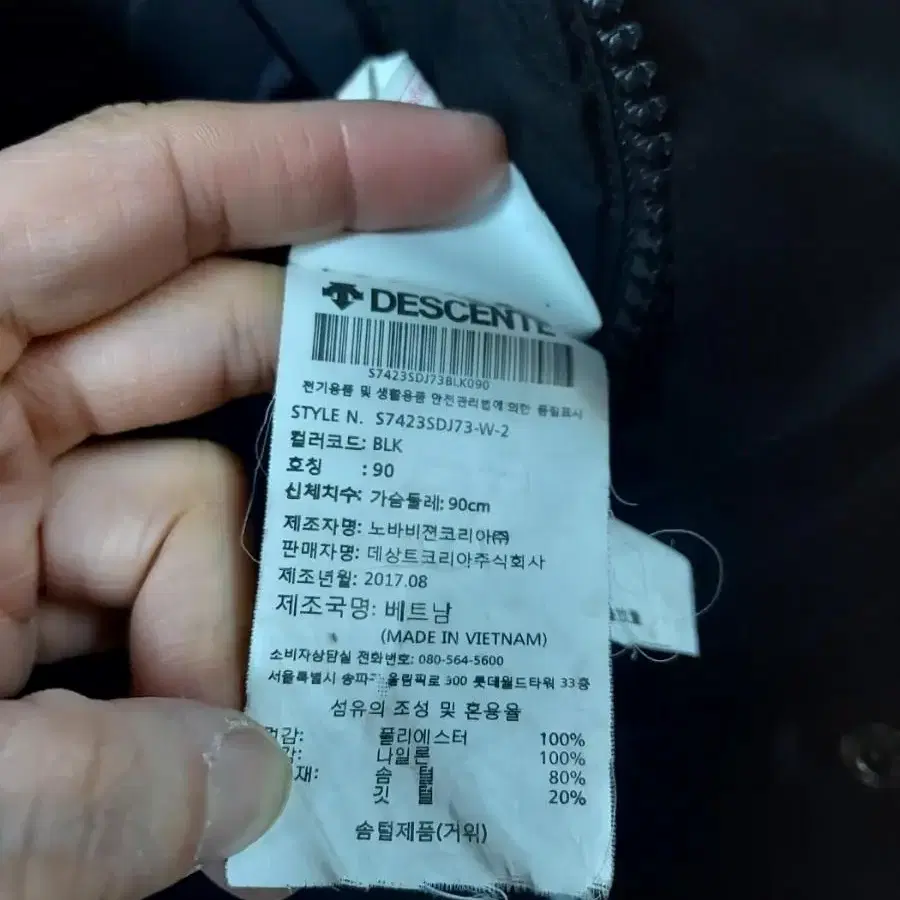 DESCENTE
S7423SDJ73BLK090
전기용품 및 생활용품 안전관리법에 의한 품질표시
STYLE N. S7423SDJ73-W-2
컬러코드: BLK
호칭 : 90
신체치수: 가슴둘레: 90cm
제조자명: 노바비젼코리아㈜
판매자명: 데상트코리아주식회사
제조년월: 2017.08
제조국명: 베트남
(MADE IN VIETNAM)
소비자상담실 전화번호: 080-564-5600
서울특별시 송파구 올림픽로 300 롯데월드타워 33층
섬유의 조성 및 혼용율
겉감: 폴리에스터 100%
감: 나일론 100%
재: 솜 털 80%
깃 털 20%
솜털제품(거위)